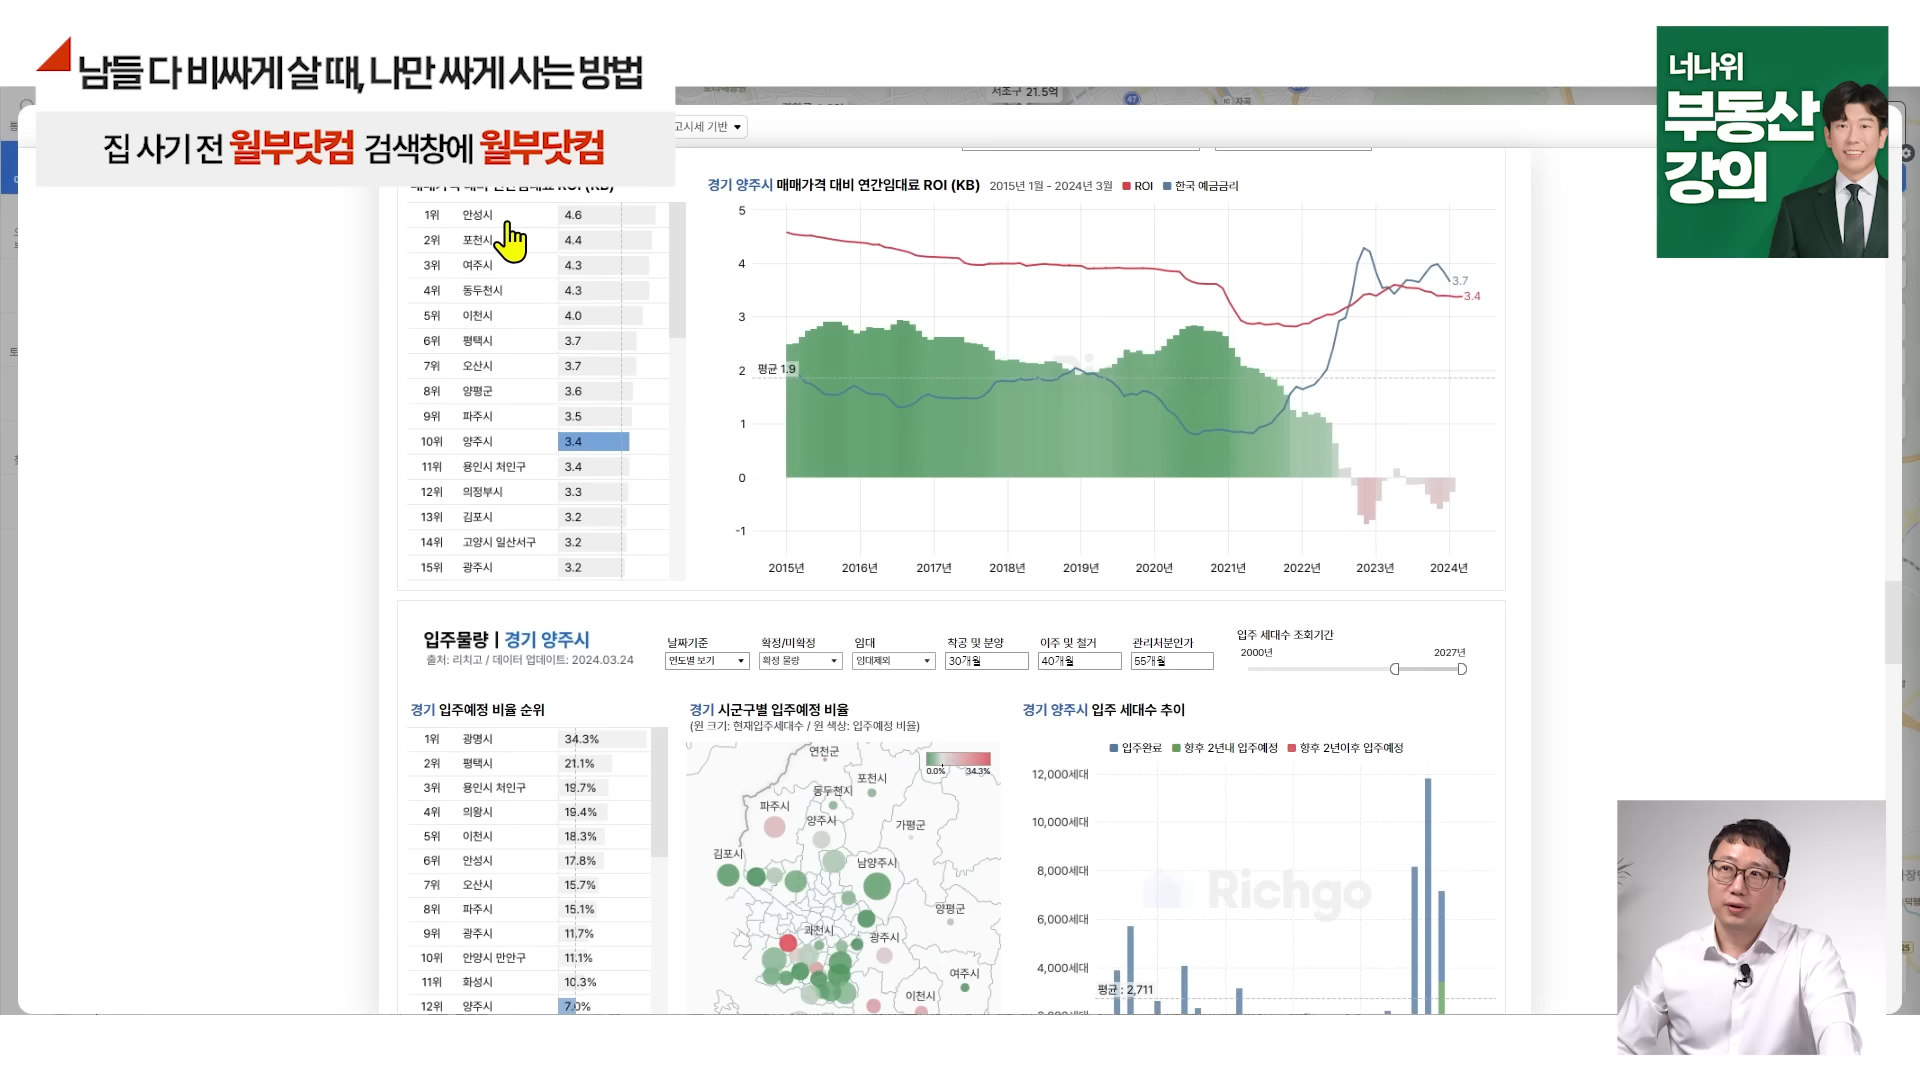 남들 다 비싸게 살 때, 나만 싸게 사는 방법
집 사기 전 월부닷컴 검색창에 월부닷컴
너나위
부동산
강의
서초구 21.5억
고시세 기반
매매가격 대비 연간임대료 ROI (KB)
1위 안성시 4.6
2위 포천시 4.4
3위 여주시 4.3
4위 동두천시 4.3
5위 이천시 4.0
6위 평택시 3.7
7위 오산시 3.7
8위 양평군 3.6
9위 파주시 3.5
10위 양주시 3.4
11위 용인시 처인구 3.4
12위 의정부시 3.3
13위 김포시 3.2
14위 고양시 일산서구 3.2
15위 광주시 3.2
경기 양주시 매매가격 대비 연간임대료 ROI (KB) 2015년 1월 - 2024년 3월 ROI 한국 예금금리
5
4
3
2
1
0
-1
평균 1.9
3.7
3.4
2015년 2016년 2017년 2018년 2019년 2020년 2021년 2022년 2023년 2024년
입주물량 | 경기 양주시
출처: 리치고 / 데이터 업데이트: 2024.03.24
날짜기준 확정/미확정 임대 착공 및 분양 이주 및 철거 관리처분인가
연도별 보기 확정 물량 임대제외 30개월 40개월 55개월
입주 세대수 조회기간
2000년 2027년
경기 입주예정 비율 순위
1위 광명시 34.3%
2위 평택시 21.1%
3위 용인시 처인구 19.7%
4위 의왕시 19.4%
5위 이천시 18.3%
6위 안성시 17.8%
7위 오산시 15.7%
8위 파주시 15.1%
9위 광주시 11.7%
10위 안양시 만안구 11.1%
11위 화성시 10.3%
12위 양주시 7.0%
경기 시군구별 입주예정 비율
(원 크기: 현재입주세대수 / 원 색상: 입주예정 비율)
0.0% 34.3%
연천군
포천시
동두천시
파주시
양주시
가평군
김포시
남양주시
양평군
과천시
광주시
여주시
이천시
경기 양주시 입주 세대수 추이
입주완료 향후 2년내 입주예정 향후 2년이후 입주예정
12,000세대
10,000세대
8,000세대
6,000세대
4,000세대
평균 : 2,711
Richgo